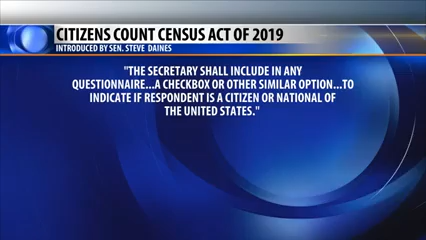 CITIZENS COUNT CENSUS ACT OF 2019
INTRODUCED BY SEN. STEVE DAINES
"THE SECRETARY SHALL INCLUDE IN ANY
QUESTIONNAIRE...A CHECKBOX OR OTHER SIMILAR OPTION...TO
INDICATE IF RESPONDENT IS A CITIZEN OR NATIONAL OF
THE UNITED STATES."